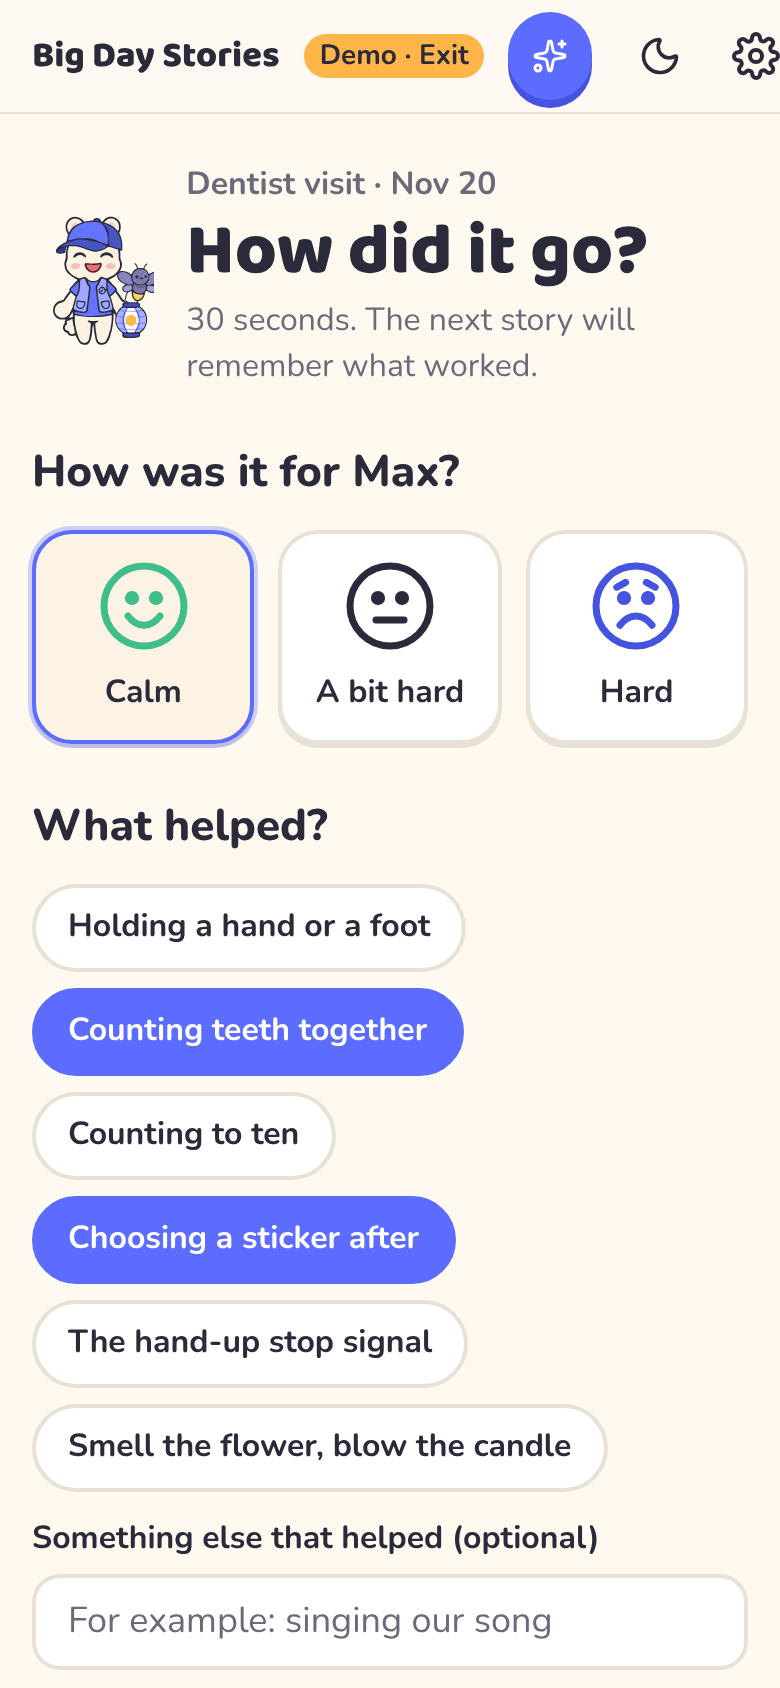 Big Day Stories
Demo · Exit
Dentist visit · Nov 20
How did it go?
30 seconds. The next story will
remember what worked.
How was it for Max?
Calm
A bit hard
Hard
What helped?
Holding a hand or a foot
Counting teeth together
Counting to ten
Choosing a sticker after
The hand-up stop signal
Smell the flower, blow the candle
Something else that helped (optional)
For example: singing our song